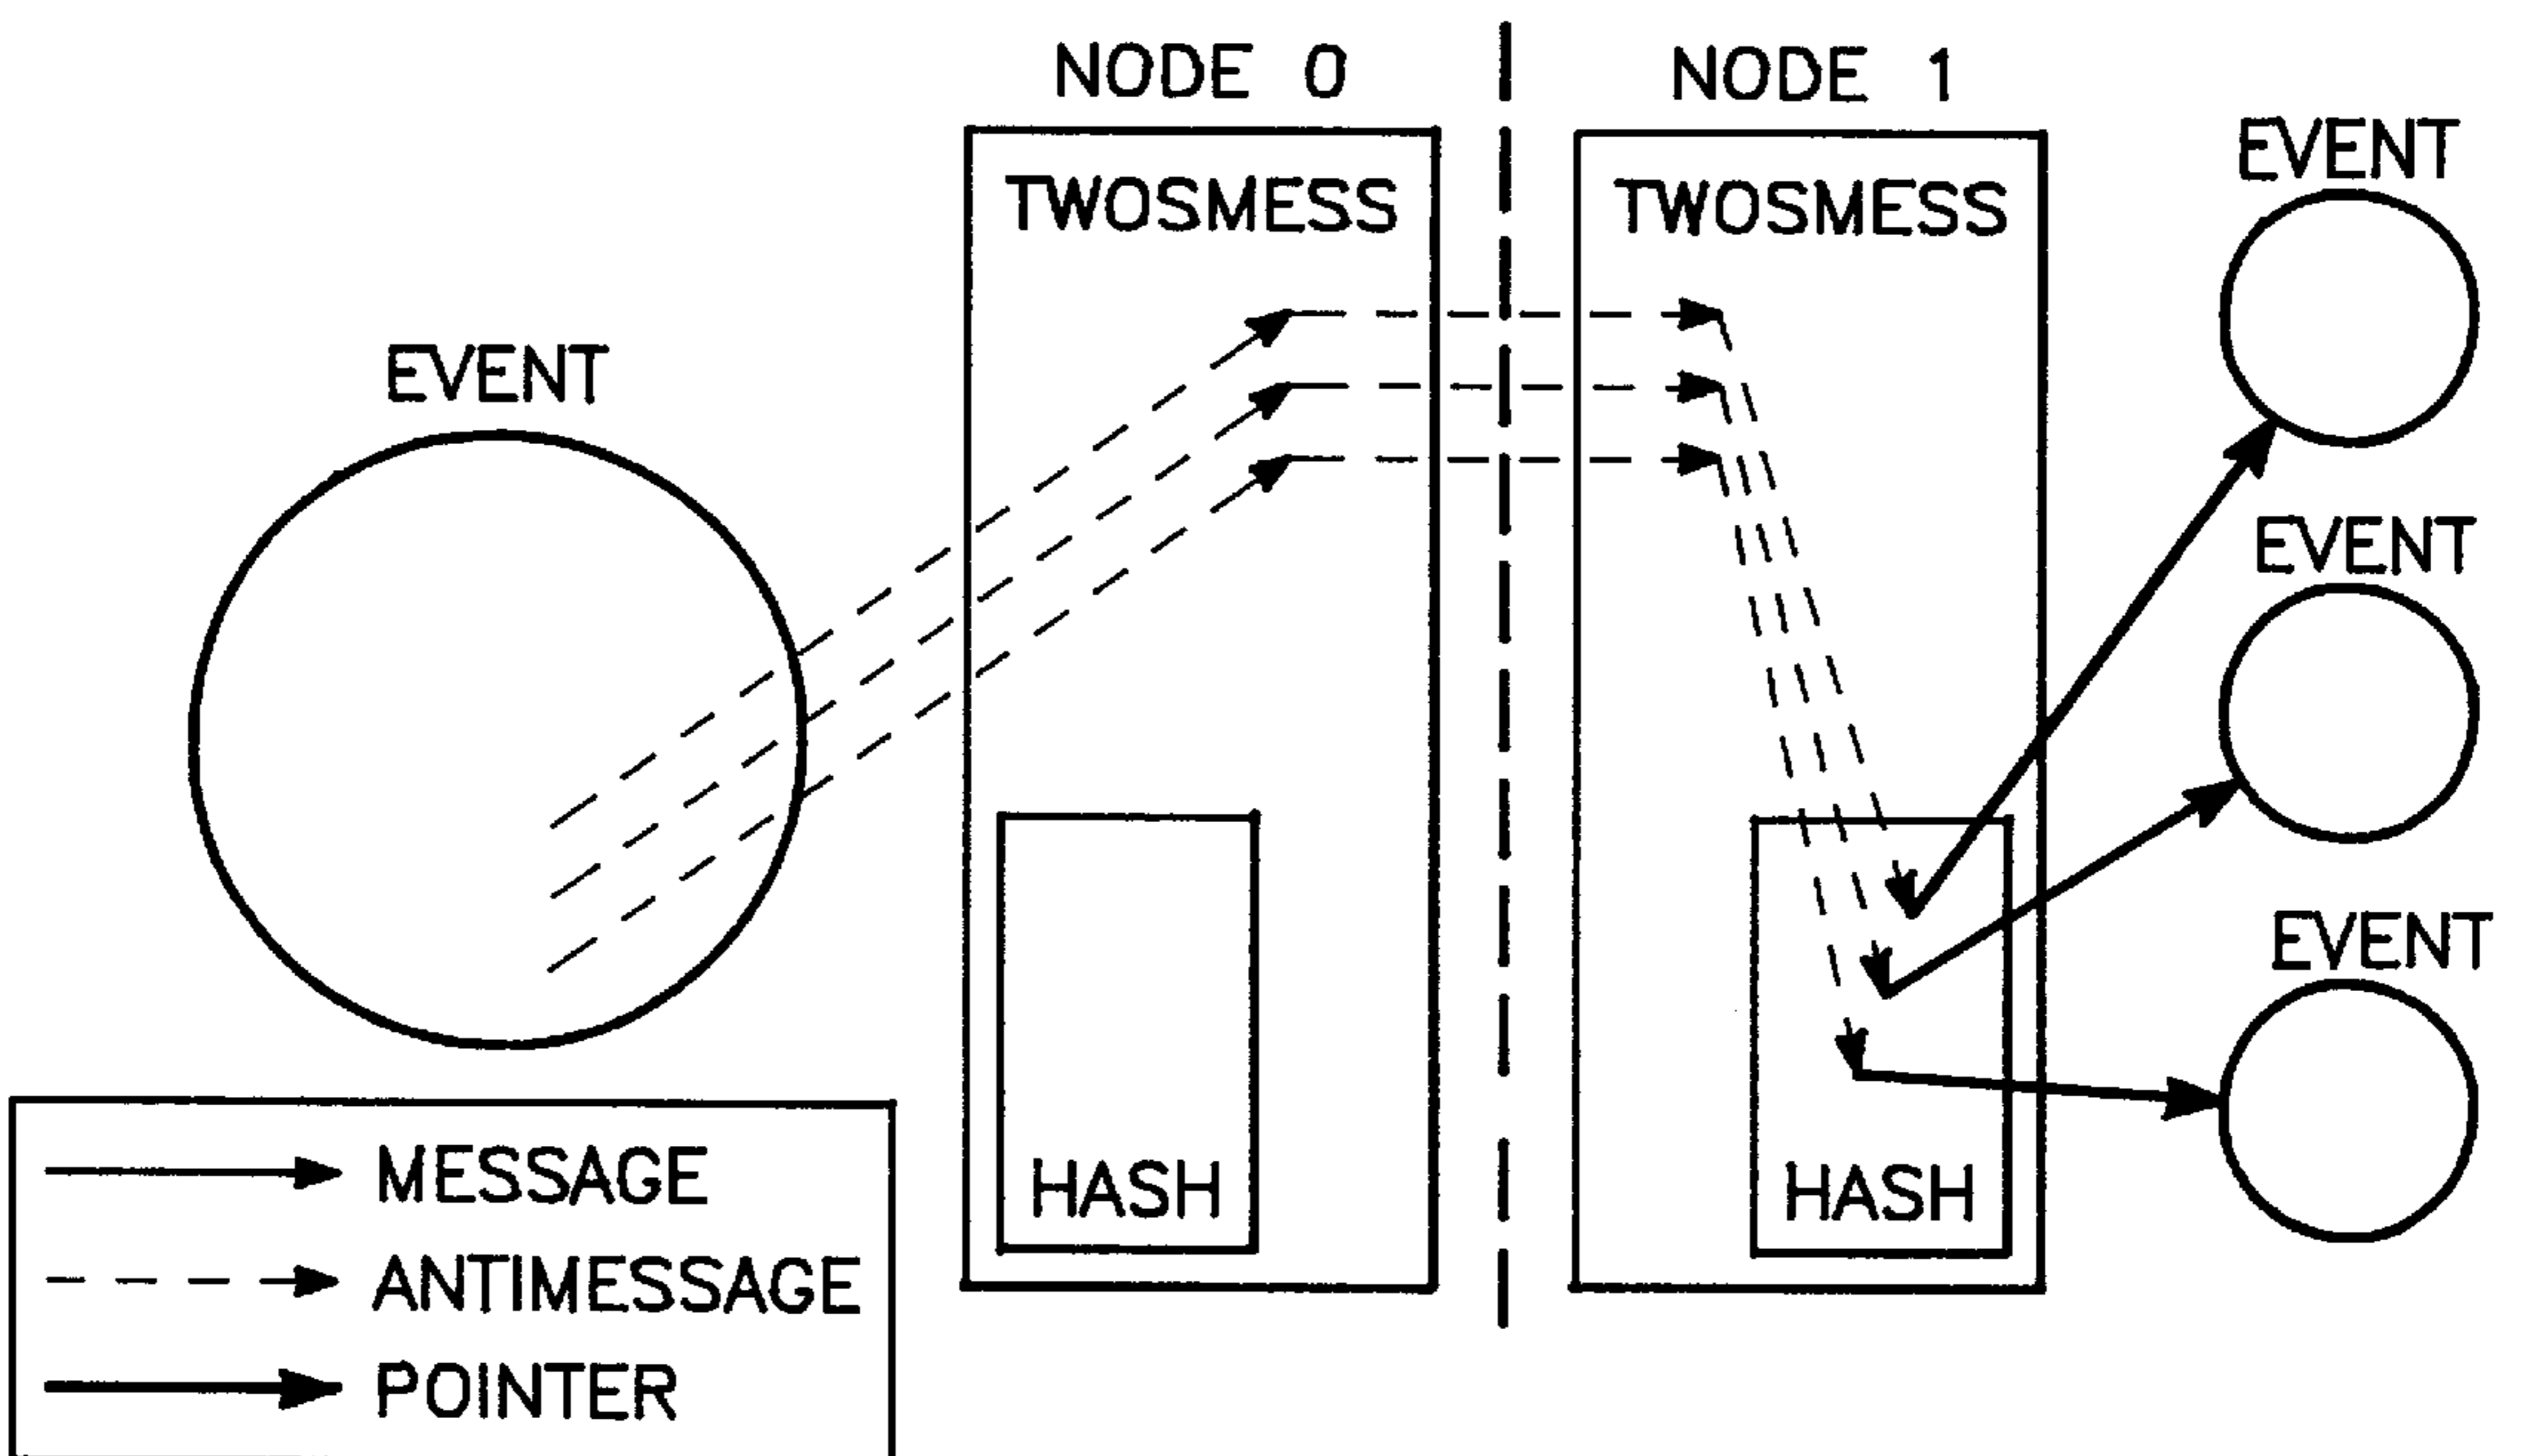 NODE 0
NODE 1
EVENT
TWOSMESS
TWOSMESS
EVENT
EVENT
EVENT
HASH
HASH
MESSAGE
ANTIMESSAGE
POINTER